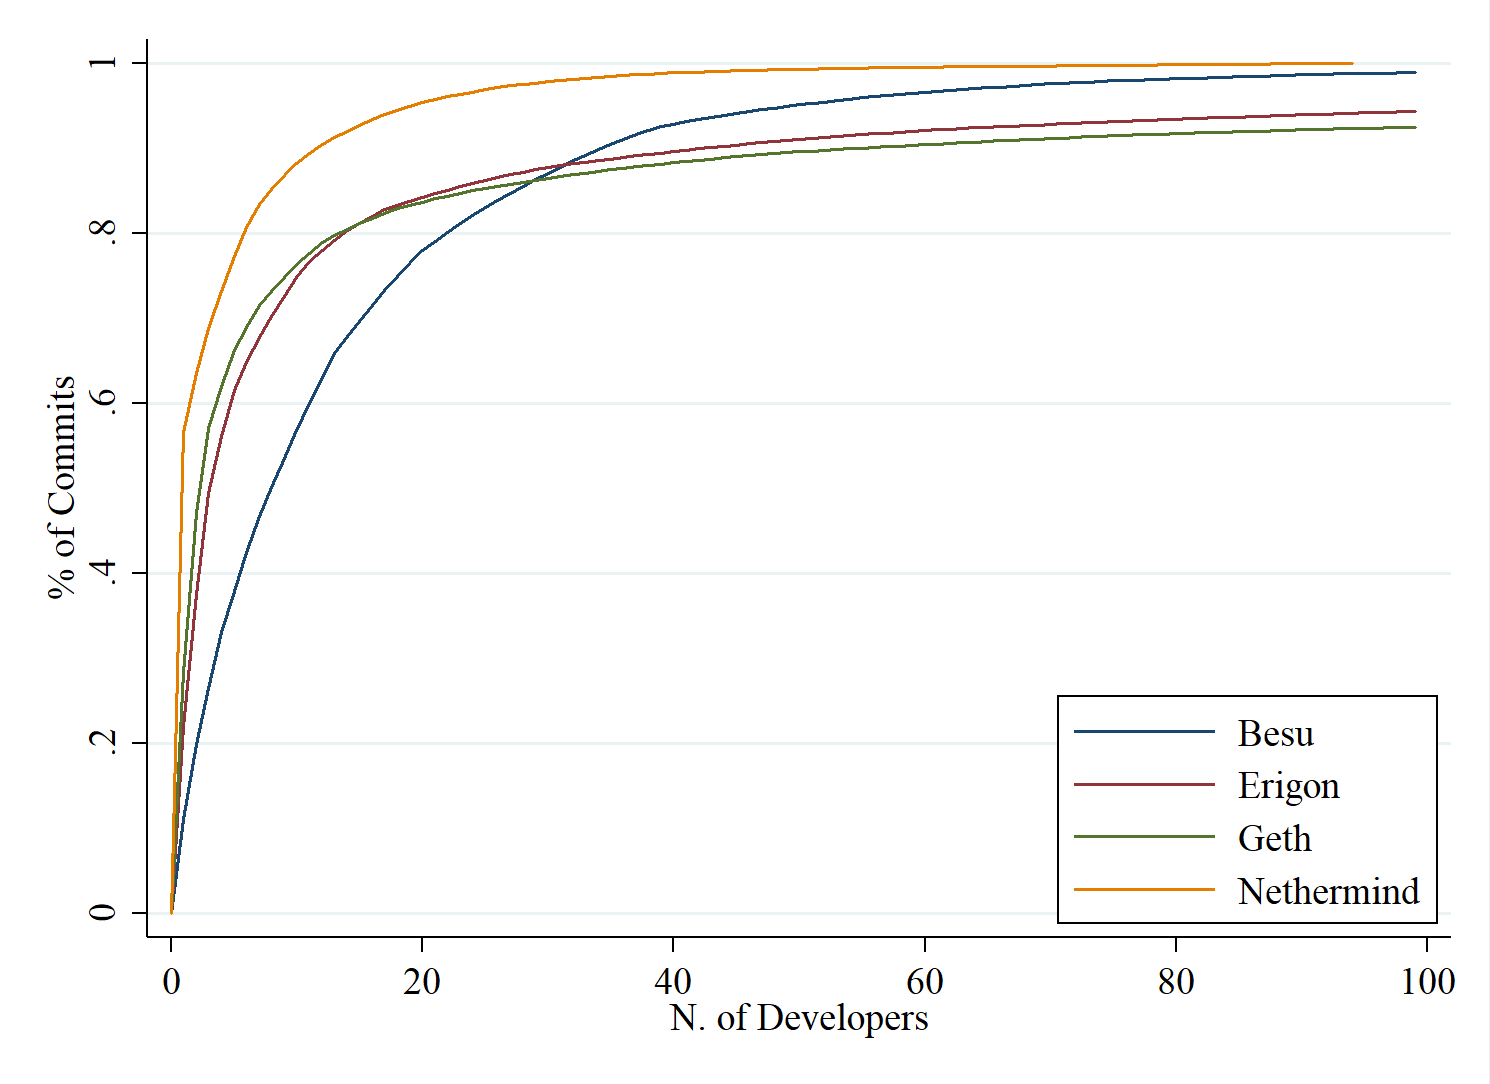 % of Commits
1
.8
.6
.4
.2
0
0 20 40 60 80 100
N. of Developers
Besu
Erigon
Geth
Nethermind